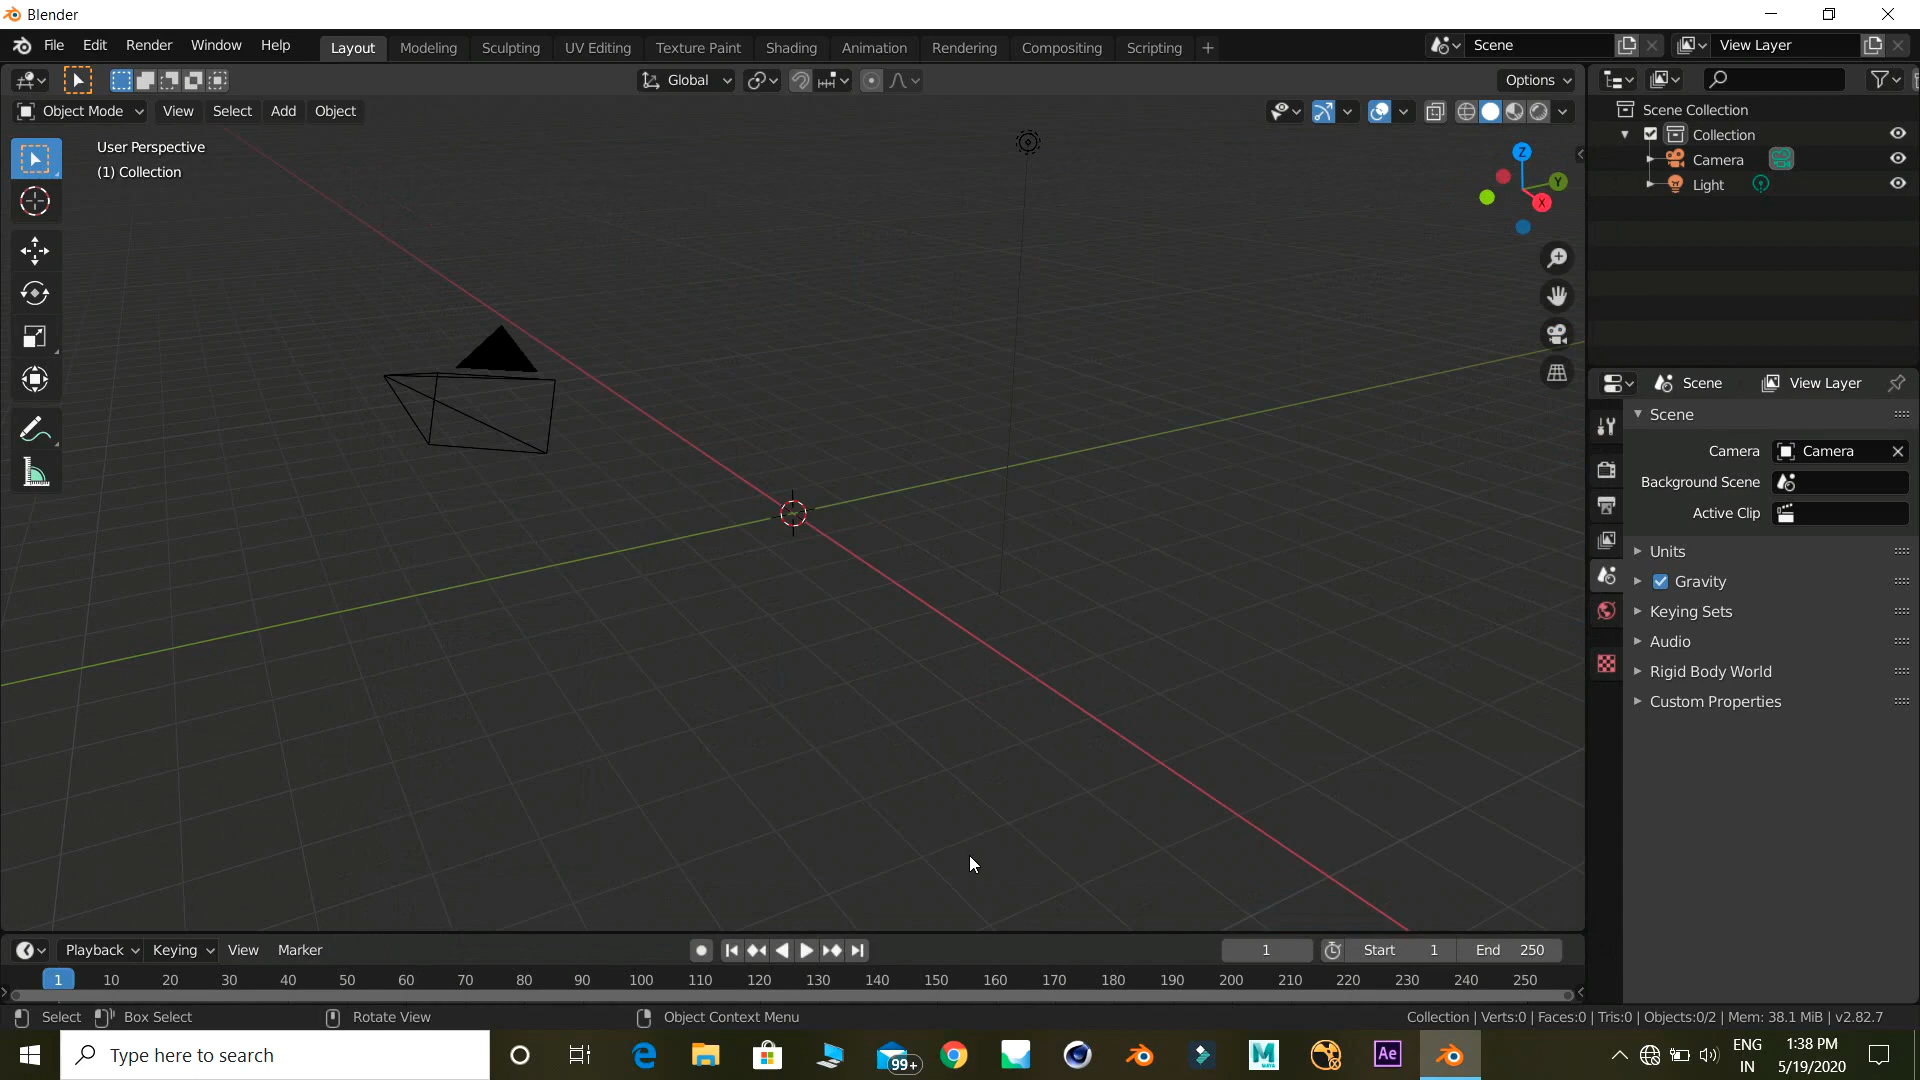 Blender
File Edit Render Window Help Layout Modeling Sculpting UV Editing Texture Paint Shading Animation Rendering Compositing Scripting + Scene View Layer
Global Options
Object Mode View Select Add Object
Scene Collection
Collection
Camera
Light
User Perspective
(1) Collection
Z
Y
X
Scene View Layer
Scene
Camera Camera
Background Scene
Active Clip
Units
Gravity
Keying Sets
Audio
Rigid Body World
Custom Properties
Playback Keying View Marker 1 Start 1 End 250
1 10 20 30 40 50 60 70 80 90 100 110 120 130 140 150 160 170 180 190 200 210 220 230 240 250
Select Box Select Rotate View Object Context Menu Collection | Verts:0 | Faces:0 | Tris:0 | Objects:0/2 | Mem: 38.1 MiB | v2.82.7
Type here to search 99+ M MAYA Ae ENG 1:38 PM
IN 5/19/2020